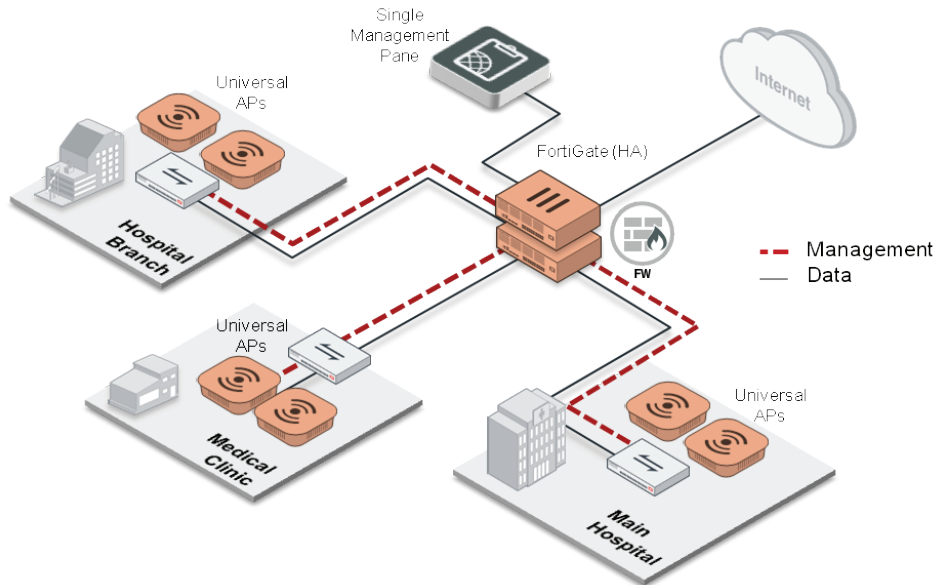 Single
Management
Pane
Internet
Universal
APs
FortiGate (HA)
FW
Management
Data
Hospital
Branch
Universal
APs
Medical
Clinic
Universal
APs
Main
Hospital